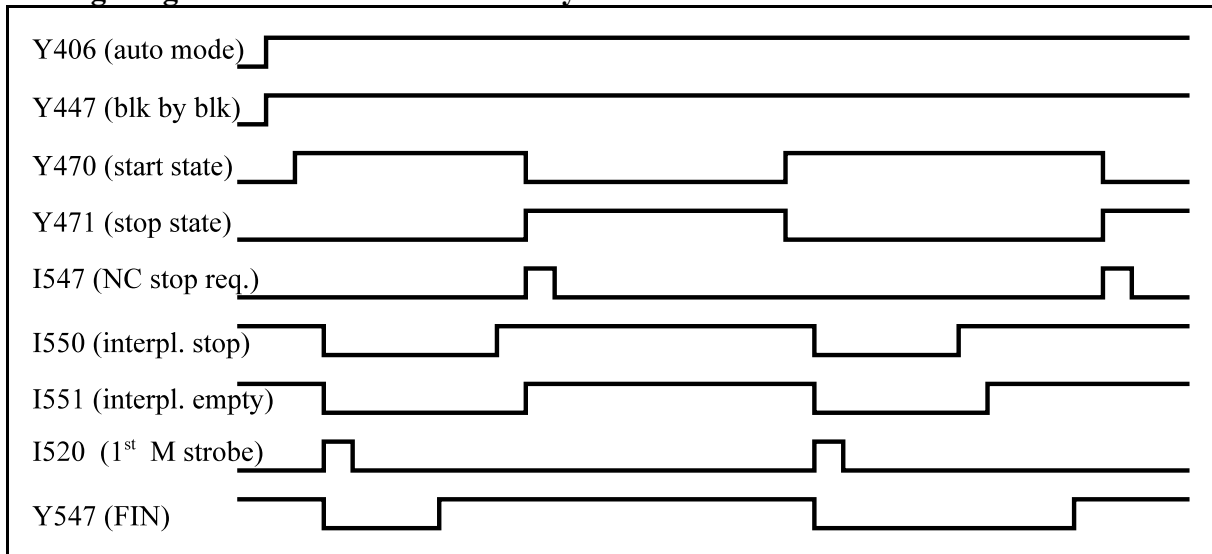 Y406 (auto mode)
Y447 (blk by blk)
Y470 (start state)
Y471 (stop state)
I547 (NC stop req.)
I550 (interpl. stop)
I551 (interpl. empty)
I520 (1st M strobe)
Y547 (FIN)